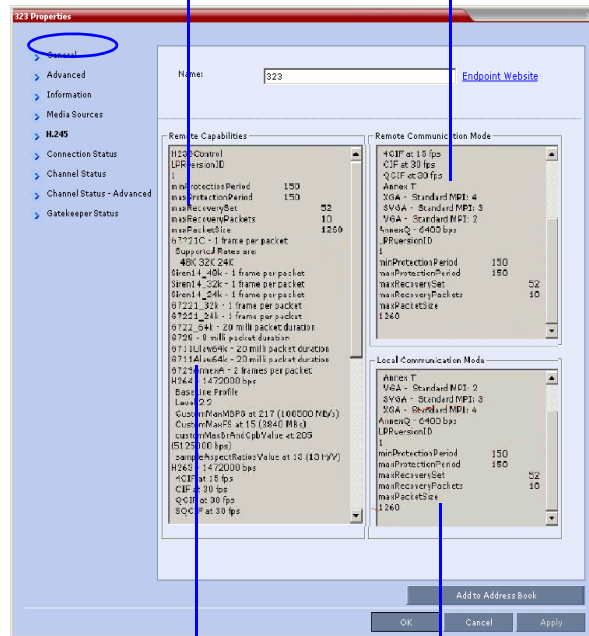 323 Properties
General
Advanced
Information
Media Sources
H.245
Connection Status
Channel Status
Channel Status - Advanced
Gatekeeper Status
Name:
323
Endpoint Website
Remote Capabilities
H239Control
LPRversionID
1
minProtectionPeriod 150
maxProtectionPeriod 150
maxRecoverySet 52
maxRecoveryPackets 10
maxPacketSize 1260
G7221C - 1 frame per packet
Supported Rates are:
48K 32K 24K
Siren14_48k - 1 frame per packet
Siren14_32k - 1 frame per packet
Siren14_24k - 1 frame per packet
G7221_32k - 1 frame per packet
G7221_24k - 1 frame per packet
G722_64k - 20 milli packet duration
G728 - 8 milli packet duration
G711Ulaw64k - 20 milli packet duration
G711Alaw64k - 20 milli packet duration
G729AnnexA - 2 frames per packet
H264 - 1472000 bps
Baseline Profile
Level 2.2
CustomMaxMBPS at 217 (108500 MB/s)
CustomMaxFS at 15 (3840 MBs)
customMaxBrAndCpbValue at 205
(5125000 bps)
sampleAspectRatiosValue at 13 (13 H/V)
H263 - 1472000 bps
4CIF at 15 fps
CIF at 30 fps
QCIF at 30 fps
SQCIF at 30 fps
Remote Communication Mode
4CIF at 15 fps
CIF at 30 fps
QCIF at 30 fps
Annex T
XGA - Standard MPI: 4
SVGA - Standard MPI: 3
VGA - Standard MPI: 2
AnnexQ - 6400 bps
LPRversionID
1
minProtectionPeriod 150
maxProtectionPeriod 150
maxRecoverySet 52
maxRecoveryPackets 10
maxPacketSize
1260
Local Communication Mode
Annex T
VGA - Standard MPI: 2
SVGA - Standard MPI: 3
XGA - Standard MPI: 4
AnnexQ - 6400 bps
LPRversionID
1
minProtectionPeriod 150
maxProtectionPeriod 150
maxRecoverySet 52
maxRecoveryPackets 10
maxPacketSize
1260
Add to Address Book
OK
Cancel
Apply